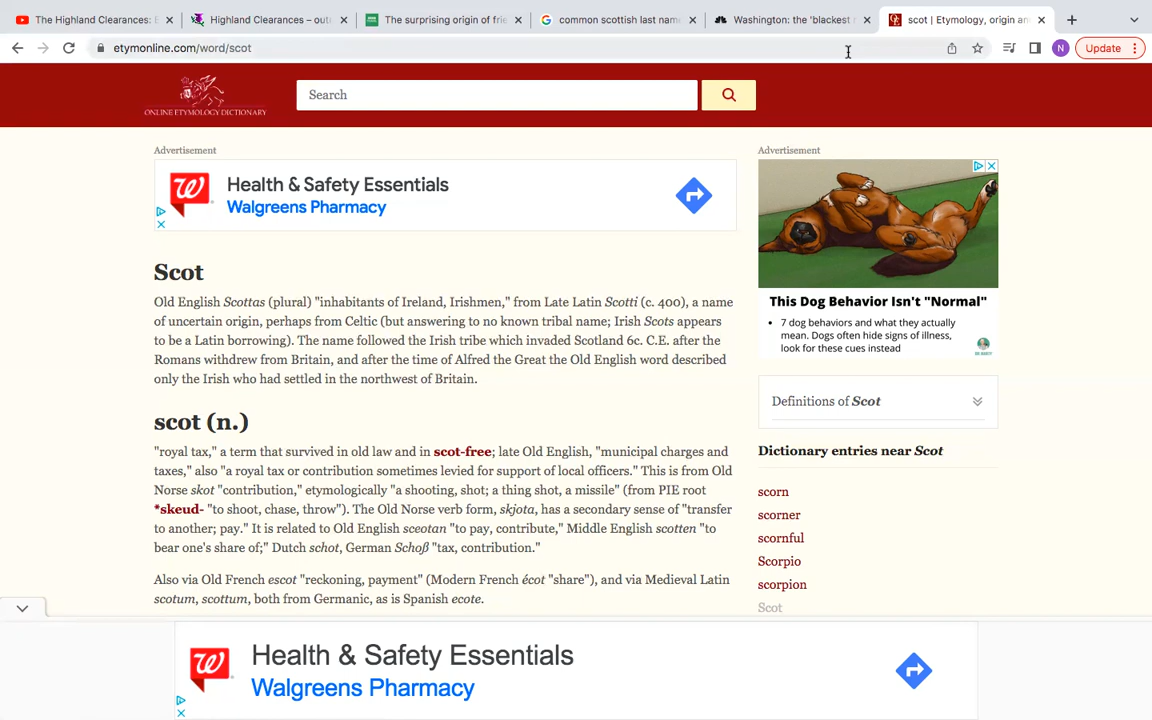 The Highland Clearances: E
Highland Clearances – outl
The surprising origin of frie
common scottish last name
Washington: the 'blackest n
scot | Etymology, origin an
etymonline.com/word/scot
N
Update
ONLINE ETYMOLOGY DICTIONARY
Search
Advertisement
Health & Safety Essentials
Walgreens Pharmacy
Scot
Old English Scottas (plural) "inhabitants of Ireland, Irishmen," from Late Latin Scotti (c. 400), a name
of uncertain origin, perhaps from Celtic (but answering to no known tribal name; Irish Scots appears
to be a Latin borrowing). The name followed the Irish tribe which invaded Scotland 6c. C.E. after the
Romans withdrew from Britain, and after the time of Alfred the Great the Old English word described
only the Irish who had settled in the northwest of Britain.
scot (n.)
"royal tax," a term that survived in old law and in scot-free; late Old English, "municipal charges and
taxes," also "a royal tax or contribution sometimes levied for support of local officers." This is from Old
Norse skot "contribution," etymologically "a shooting, shot; a thing shot, a missile" (from PIE root
*skeud- "to shoot, chase, throw"). The Old Norse verb form, skjota, has a secondary sense of "transfer
to another; pay." It is related to Old English sceotan "to pay, contribute," Middle English scotten "to
bear one's share of;" Dutch schot, German Schoß "tax, contribution."
Also via Old French escot "reckoning, payment" (Modern French écot "share"), and via Medieval Latin
scotum, scottum, both from Germanic, as is Spanish ecote.
Advertisement
This Dog Behavior Isn't "Normal"
• 7 dog behaviors and what they actually
mean. Dogs often hide signs of illness,
look for these cues instead
Definitions of Scot
Dictionary entries near Scot
scorn
scorner
scornful
Scorpio
scorpion
Scot
Health & Safety Essentials
Walgreens Pharmacy